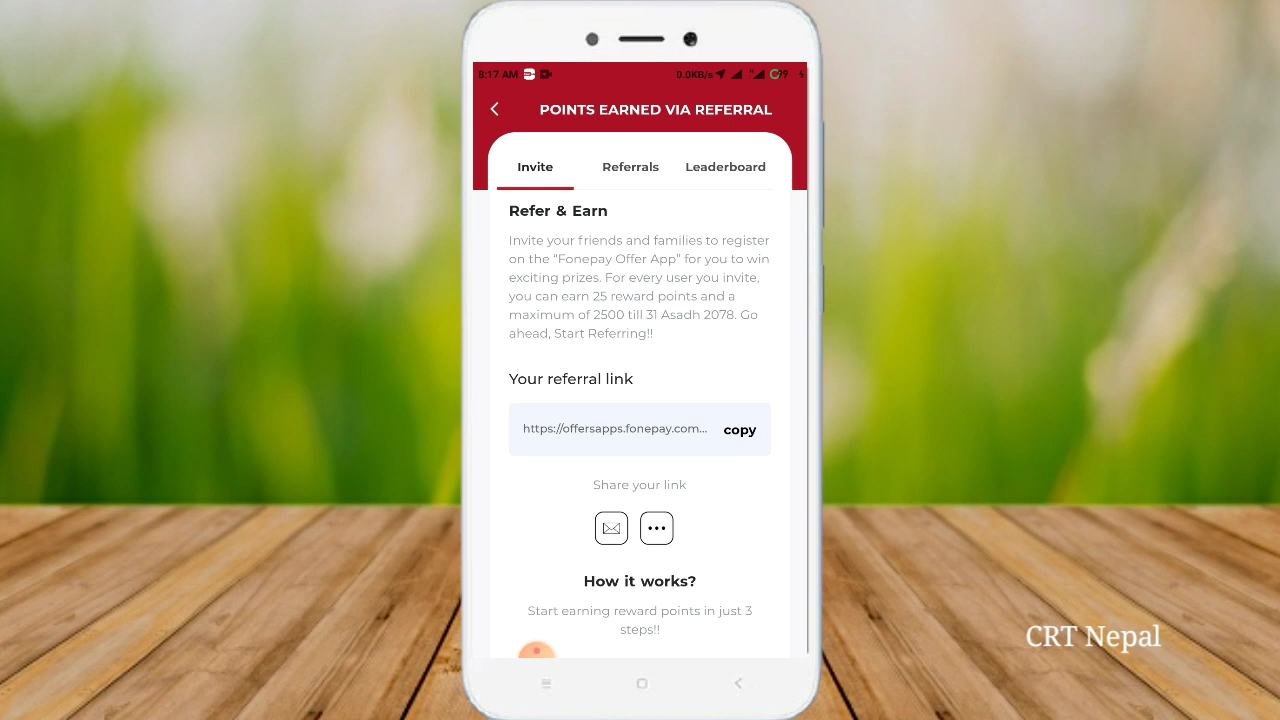 8:17 AM
0.0KB/s
99
POINTS EARNED VIA REFERRAL
Invite
Referrals
Leaderboard
Refer & Earn
Invite your friends and families to register
on the “Fonepay Offer App” for you to win
exciting prizes. For every user you invite,
you can earn 25 reward points and a
maximum of 2500 till 31 Asadh 2078. Go
ahead, Start Referring!!
Your referral link
https://offersapps.fonepay.com...
copy
Share your link
How it works?
Start earning reward points in just 3
steps!!
CRT Nepal